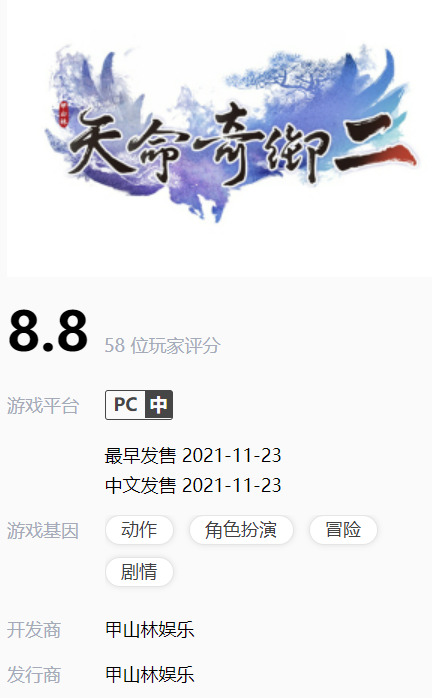 甲山林
天命奇御二
8.8 58 位玩家评分
游戏平台 PC 中
最早发售 2021-11-23
中文发售 2021-11-23
游戏基因 动作 角色扮演 冒险
剧情
开发商 甲山林娱乐
发行商 甲山林娱乐